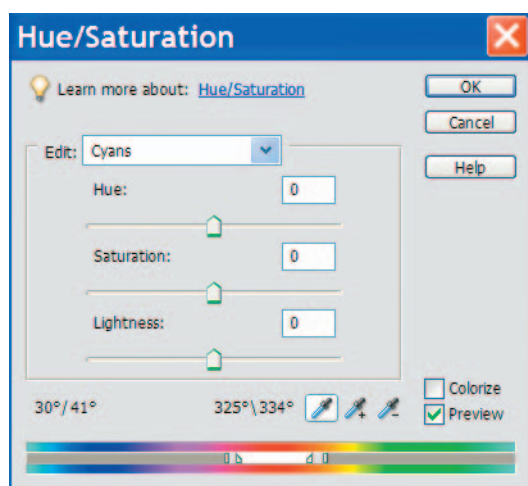 Hue/Saturation
Learn more about: Hue/Saturation
OK
Cancel
Help
Edit: Cyans
Hue: 0
Saturation: 0
Lightness: 0
Colorize
Preview
30°/41° 325°\334°